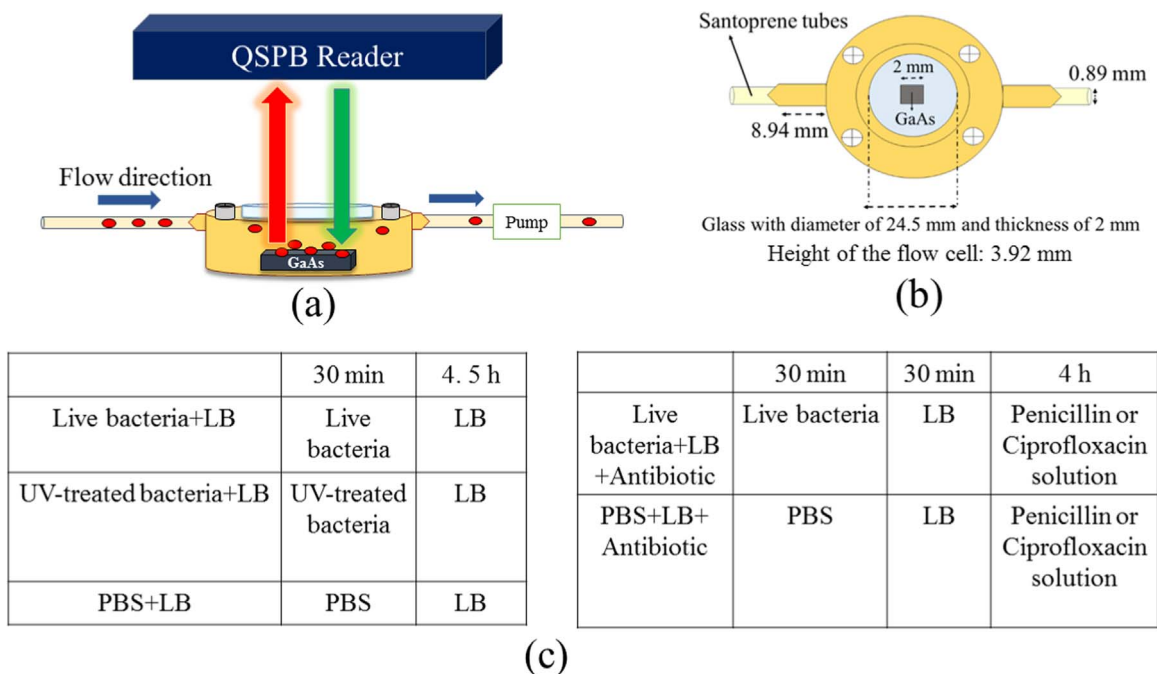 QSPB Reader
Flow direction
Pump
GaAs
(a)
Santoprene tubes
2 mm
0.89 mm
GaAs
8.94 mm
Glass with diameter of 24.5 mm and thickness of 2 mm
Height of the flow cell: 3.92 mm
(b)
30 min 4. 5 h
Live bacteria+LB Live LB
bacteria
UV-treated bacteria+LB UV-treated LB
bacteria
PBS+LB PBS LB
30 min 30 min 4 h
Live Live bacteria LB Penicillin or
bacteria+LB Ciprofloxacin
+Antibiotic solution
PBS+LB+ PBS LB Penicillin or
Antibiotic Ciprofloxacin
solution
(c)